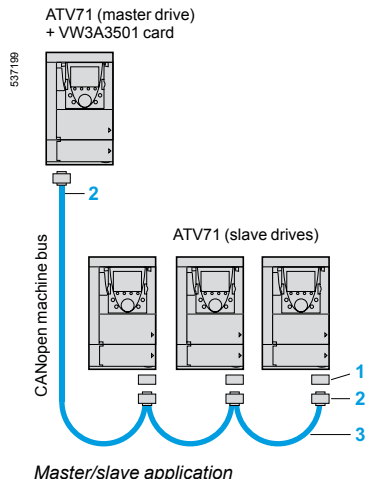 ATV71 (master drive)
+ VW3A3501 card
537199
2
ATV71 (slave drives)
CANopen machine bus
1
2
3
Master/slave application